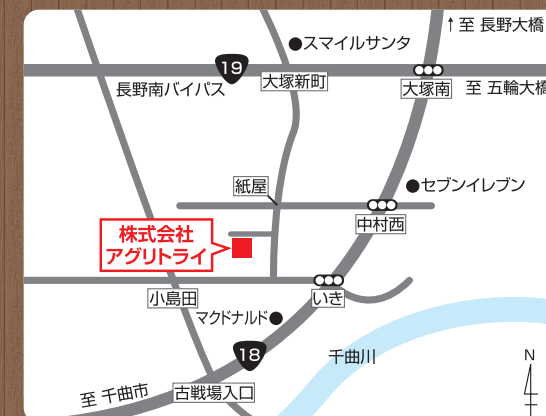 ↑至 長野大橋
スマイルサンタ
19
大塚新町
長野南バイパス
大塚南
至 五輪大橋
紙屋
セブンイレブン
中村西
株式会社
アグリトライ
小島田
いき
マクドナルド
18
千曲川
N
至 千曲市
古戦場入口